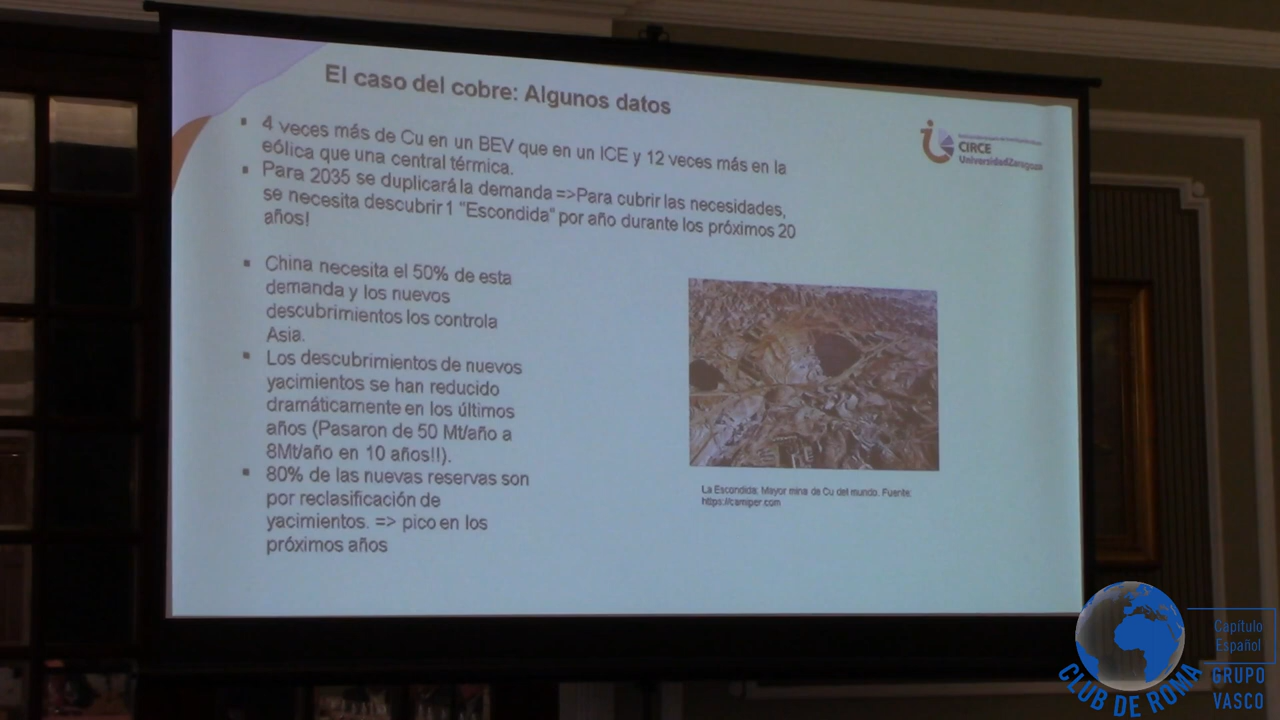 El caso del cobre: Algunos datos
▪ 4 veces más de Cu en un BEV que en un ICE y 12 veces más en la
eólica que una central térmica.
▪ Para 2035 se duplicará la demanda =>Para cubrir las necesidades,
se necesita descubrir 1 "Escondida" por año durante los próximos 20
años!
▪ China necesita el 50% de esta
demanda y los nuevos
descubrimientos los controla
Asia.
▪ Los descubrimientos de nuevos
yacimientos se han reducido
dramáticamente en los últimos
años (Pasaron de 50 Mt/año a
8Mt/año en 10 años!!).
▪ 80% de las nuevas reservas son
por reclasificación de
yacimientos. => pico en los
próximos años
CIRCE
UniversidadZaragoza
La Escondida: Mayor mina de Cu del mundo. Fuente:
https://camiper.com
Capítulo
Español
GRUPO
VASCO
CLUB DE ROMA